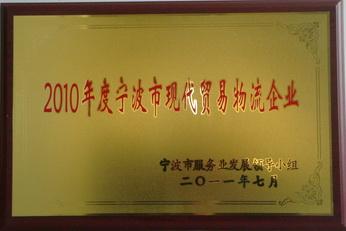 2010年度宁波市现代贸易物流企业
宁波市服务业发展领导小组
二〇一一年七月